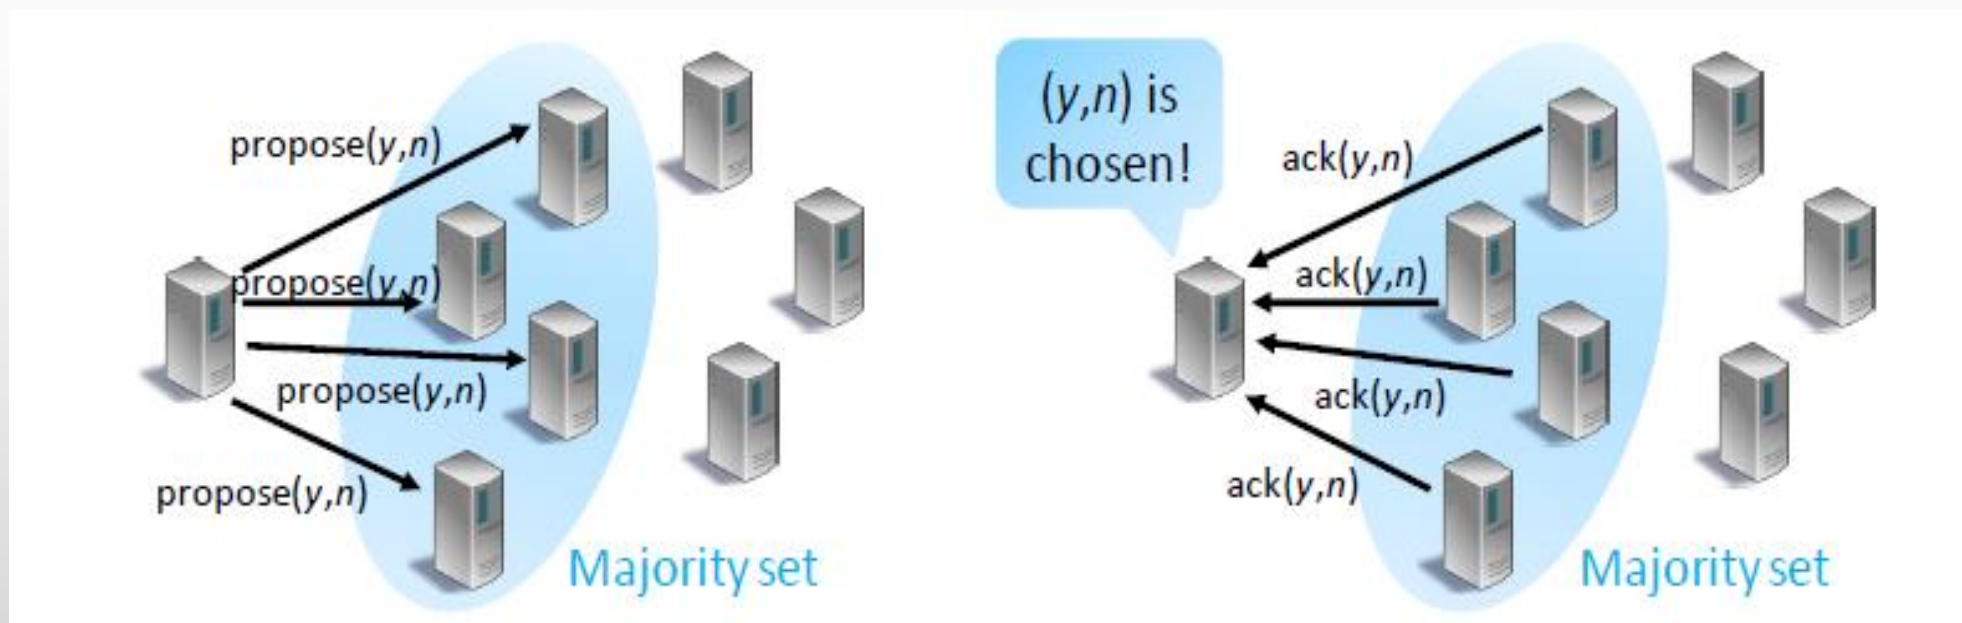 propose(y,n)
propose(y,n)
propose(y,n)
propose(y,n)
Majority set
(y,n) is
chosen!
ack(y,n)
ack(y,n)
ack(y,n)
ack(y,n)
Majority set